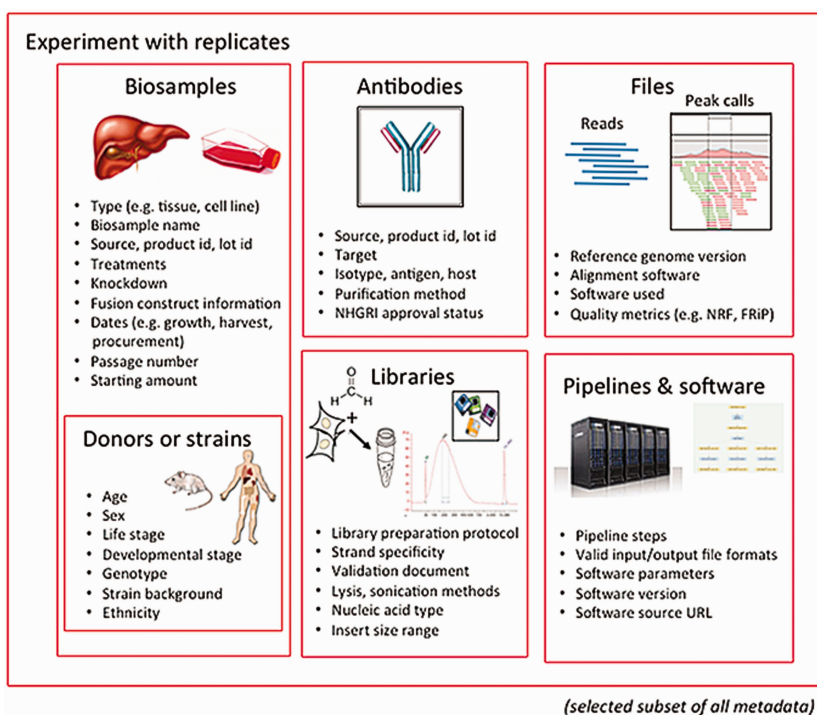 Experiment with replicates
Biosamples
• Type (e.g. tissue, cell line)
• Biosample name
• Source, product id, lot id
• Treatments
• Knockdown
• Fusion construct information
• Dates (e.g. growth, harvest,
procurement)
• Passage number
• Starting amount
Donors or strains
• Age
• Sex
• Life stage
• Developmental stage
• Genotype
• Strain background
• Ethnicity
Antibodies
• Source, product id, lot id
• Target
• Isotype, antigen, host
• Purification method
• NHGRI approval status
Libraries
O
H H
+
• Library preparation protocol
• Strand specificity
• Validation document
• Lysis, sonication methods
• Nucleic acid type
• Insert size range
Files
Peak calls
Reads
• Reference genome version
• Alignment software
• Software used
• Quality metrics (e.g. NRF, FRiP)
Pipelines & software
• Pipeline steps
• Valid input/output file formats
• Software parameters
• Software version
• Software source URL
(selected subset of all metadata)